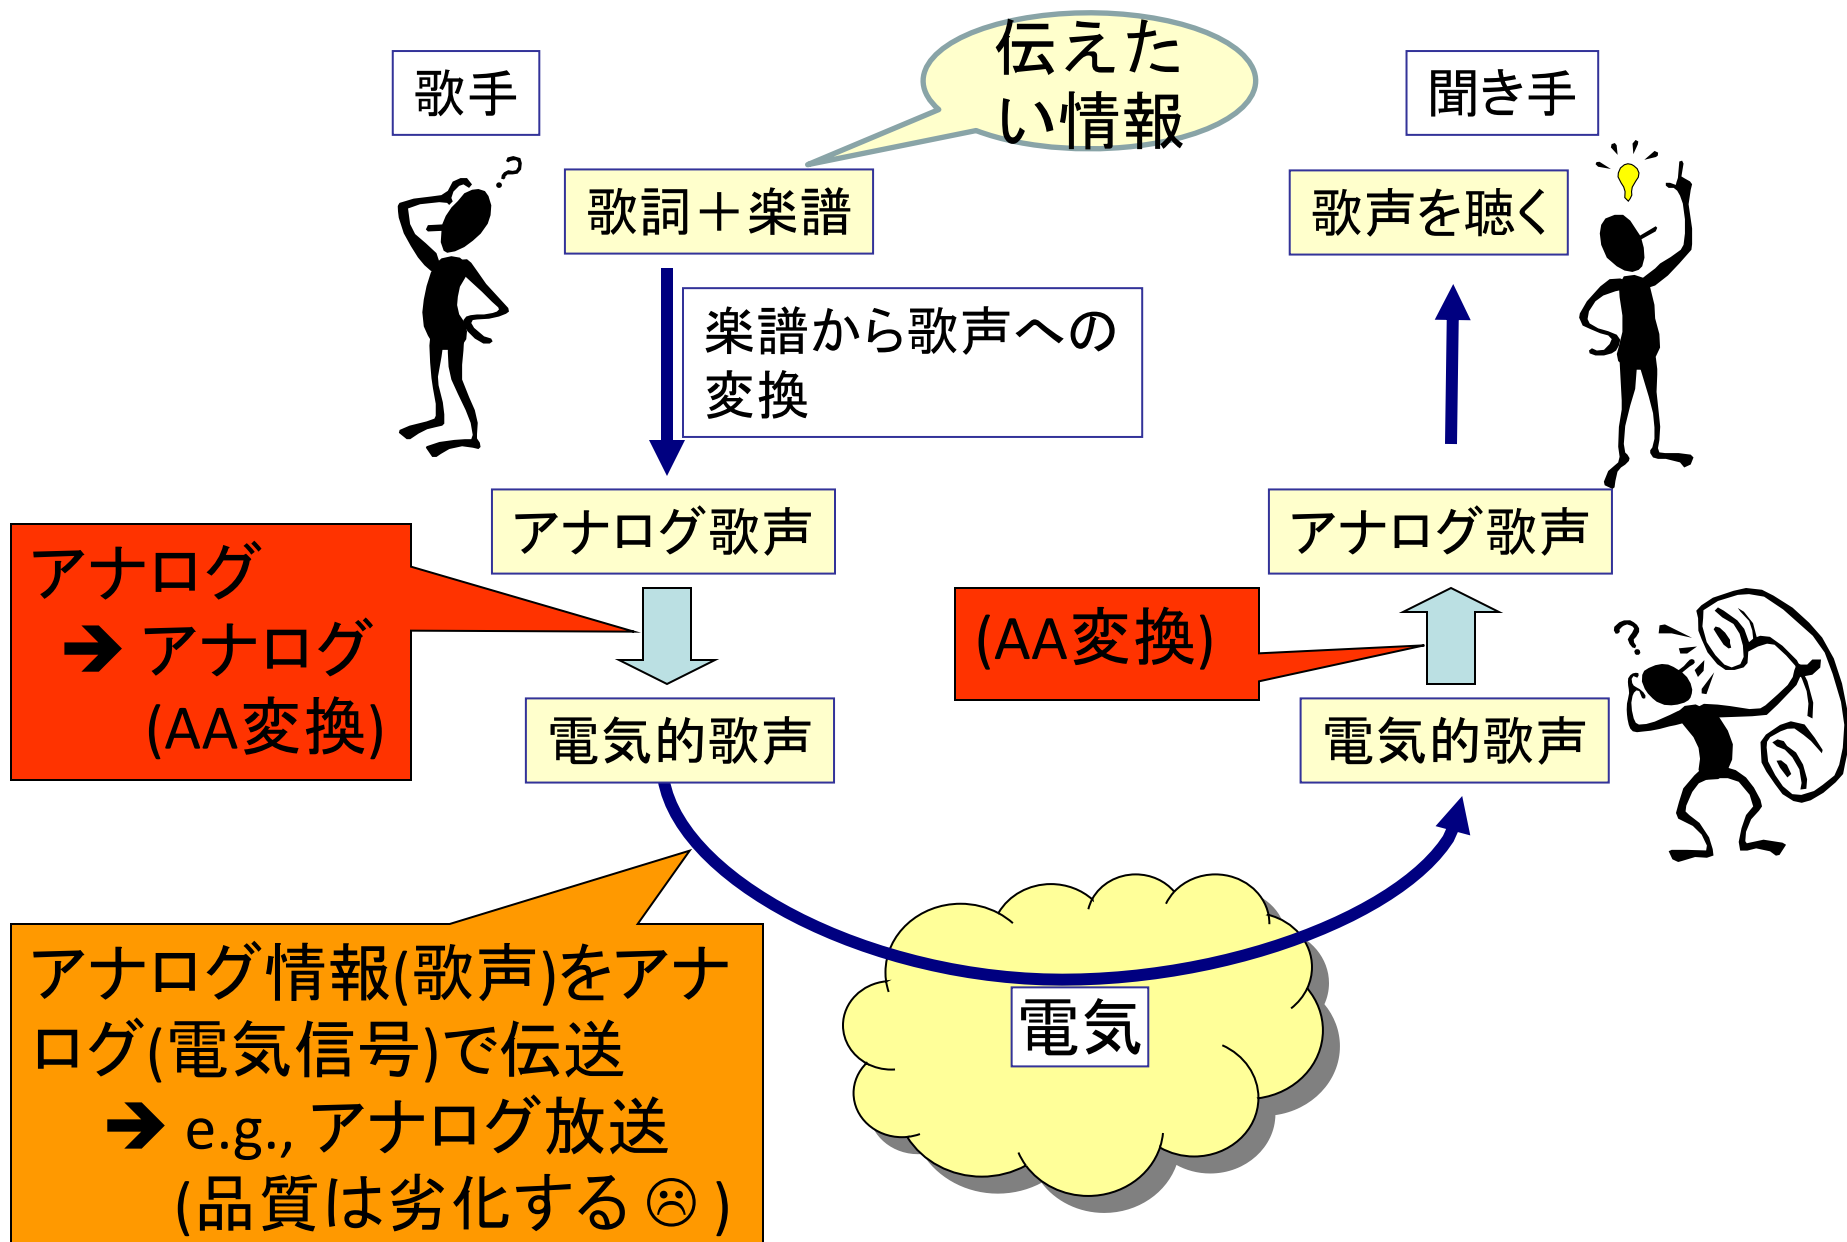 伝えた
い情報
歌手
聞き手
歌詞＋楽譜
歌声を聴く
楽譜から歌声への
変換
アナログ歌声
アナログ歌声
アナログ
➔ アナログ
(AA変換)
(AA変換)
電気的歌声
電気的歌声
電気
アナログ情報(歌声)をアナ
ログ(電気信号)で伝送
➔ e.g., アナログ放送
(品質は劣化する☹ )
?
?